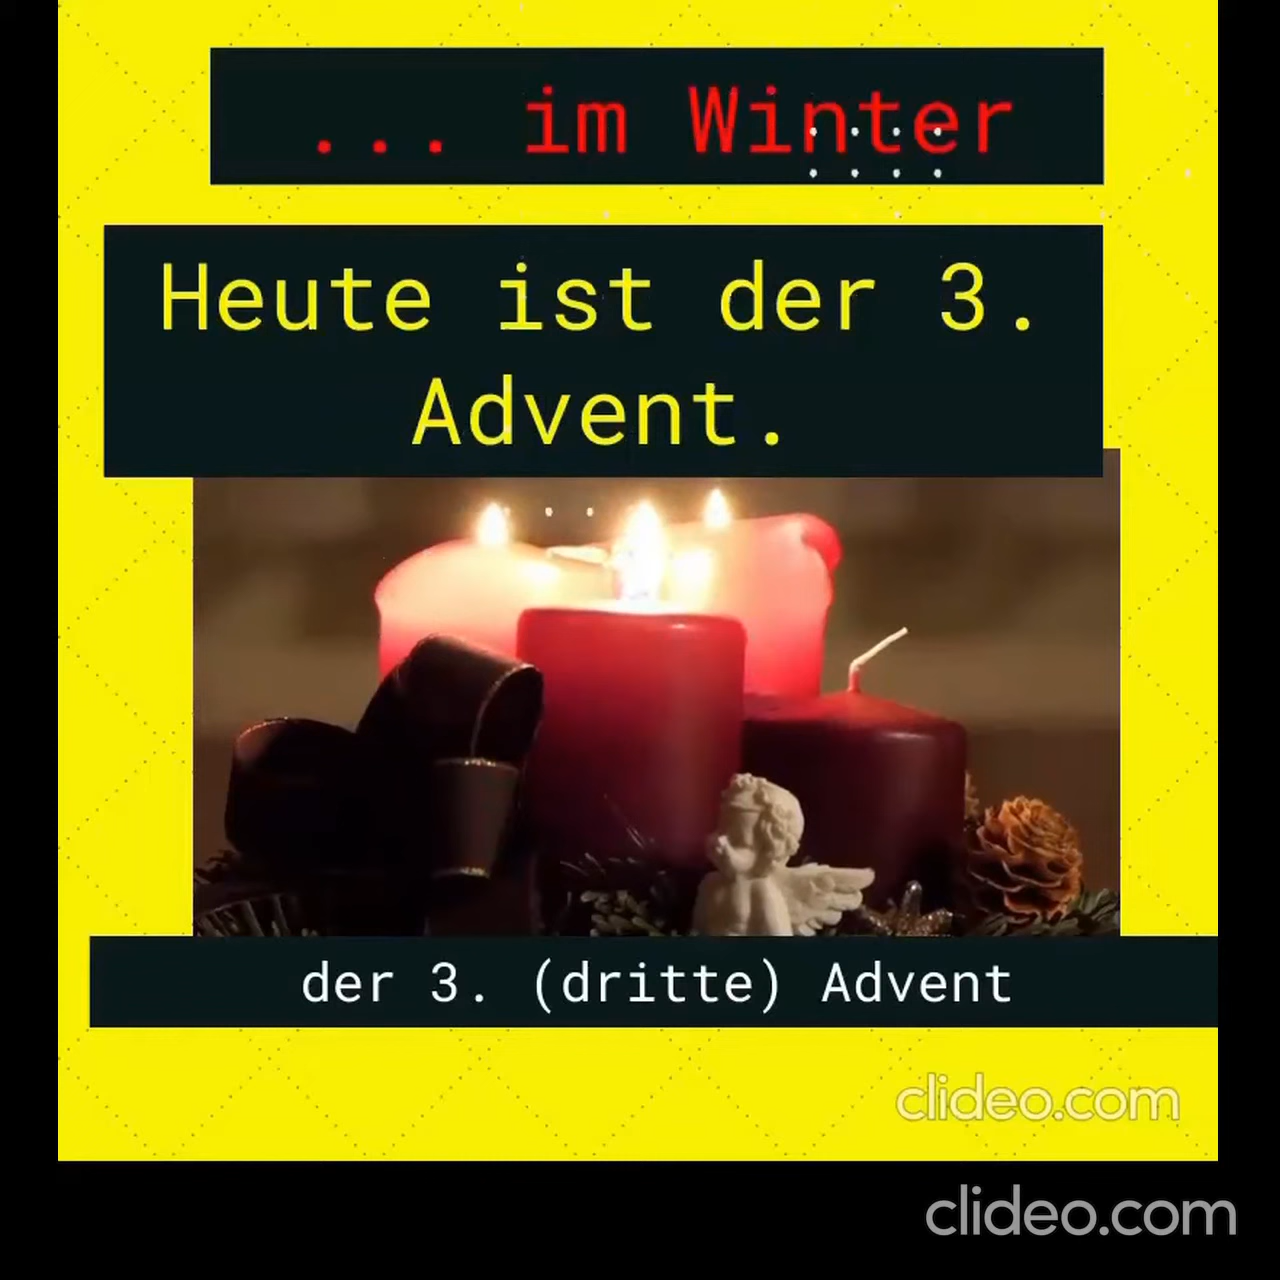 ... im Winter
Heute ist der 3.
Advent.
der 3. (dritte) Advent
clideo.com
clideo.com